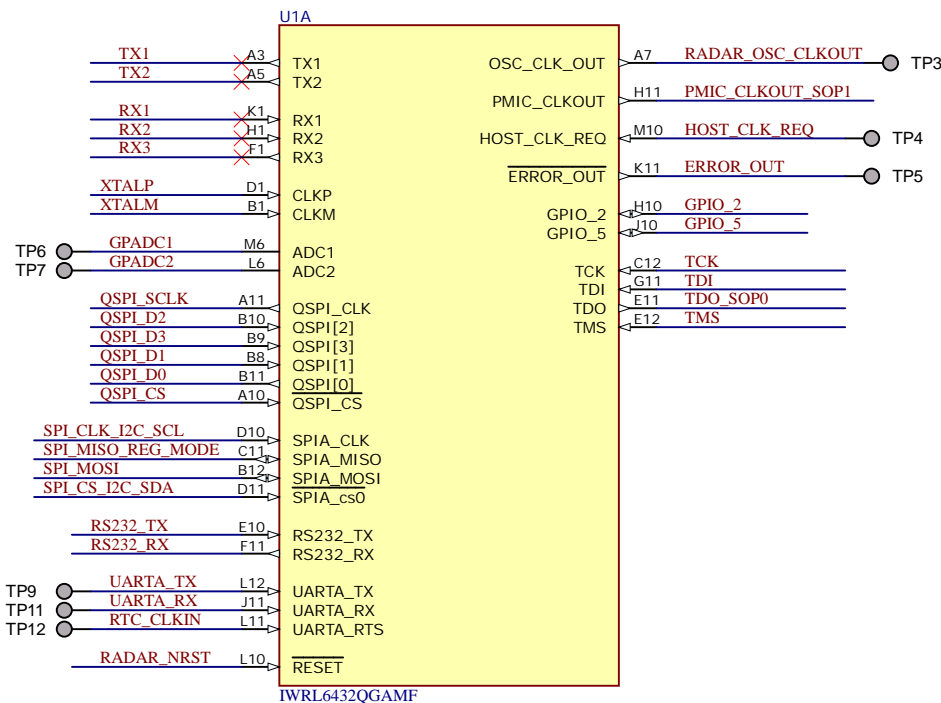 U1A
TX1 A3 TX1 OSC_CLK_OUT A7 RADAR_OSC_CLKOUT TP3
TX2 A5 TX2
PMIC_CLKOUT H11 PMIC_CLKOUT_SOP1
RX1 K1 RX1
RX2 H1 RX2 HOST_CLK_REQ M10 HOST_CLK_REQ TP4
RX3 F1 RX3
ERROR_OUT K11 ERROR_OUT TP5
XTALP D1 CLKP
XTALM B1 CLKM GPIO_2 H10 GPIO_2
GPIO_5 J10 GPIO_5
TP6 GPADC1 M6 ADC1
TP7 GPADC2 L6 ADC2 TCK C12 TCK
TDI G11 TDI
QSPI_SCLK A11 QSPI_CLK TDO E11 TDO_SOP0
QSPI_D2 B10 QSPI[2] TMS E12 TMS
QSPI_D3 B9 QSPI[3]
QSPI_D1 B8 QSPI[1]
QSPI_D0 B11 QSPI[0]
QSPI_CS A10 QSPI_CS
SPI_CLK_I2C_SCL D10 SPIA_CLK
SPI_MISO_REG_MODE C11 SPIA_MISO
SPI_MOSI B12 SPIA_MOSI
SPI_CS_I2C_SDA D11 SPIA_cs0
RS232_TX E10 RS232_TX
RS232_RX F11 RS232_RX
TP9 UARTA_TX L12 UARTA_TX
TP11 UARTA_RX J11 UARTA_RX
TP12 RTC_CLKIN L11 UARTA_RTS
RADAR_NRST L10 RESET
IWRL6432QGAMF